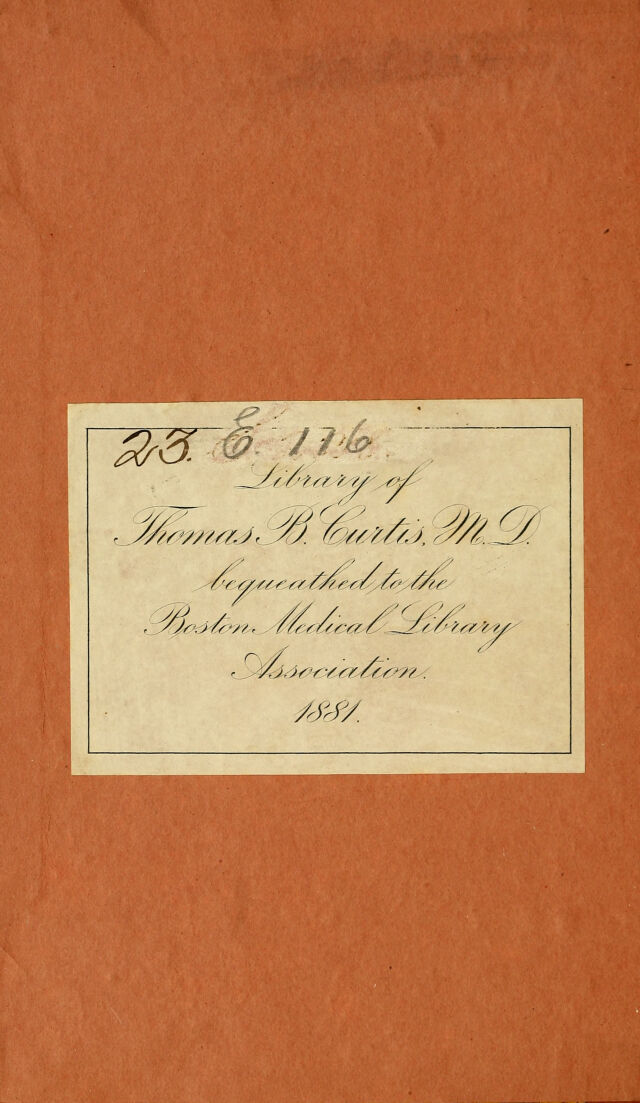 23. E. 176
Library of
Thomas B. Curtis, M.D.
bequeathed to the
Boston Medical Library
Association.
1881.